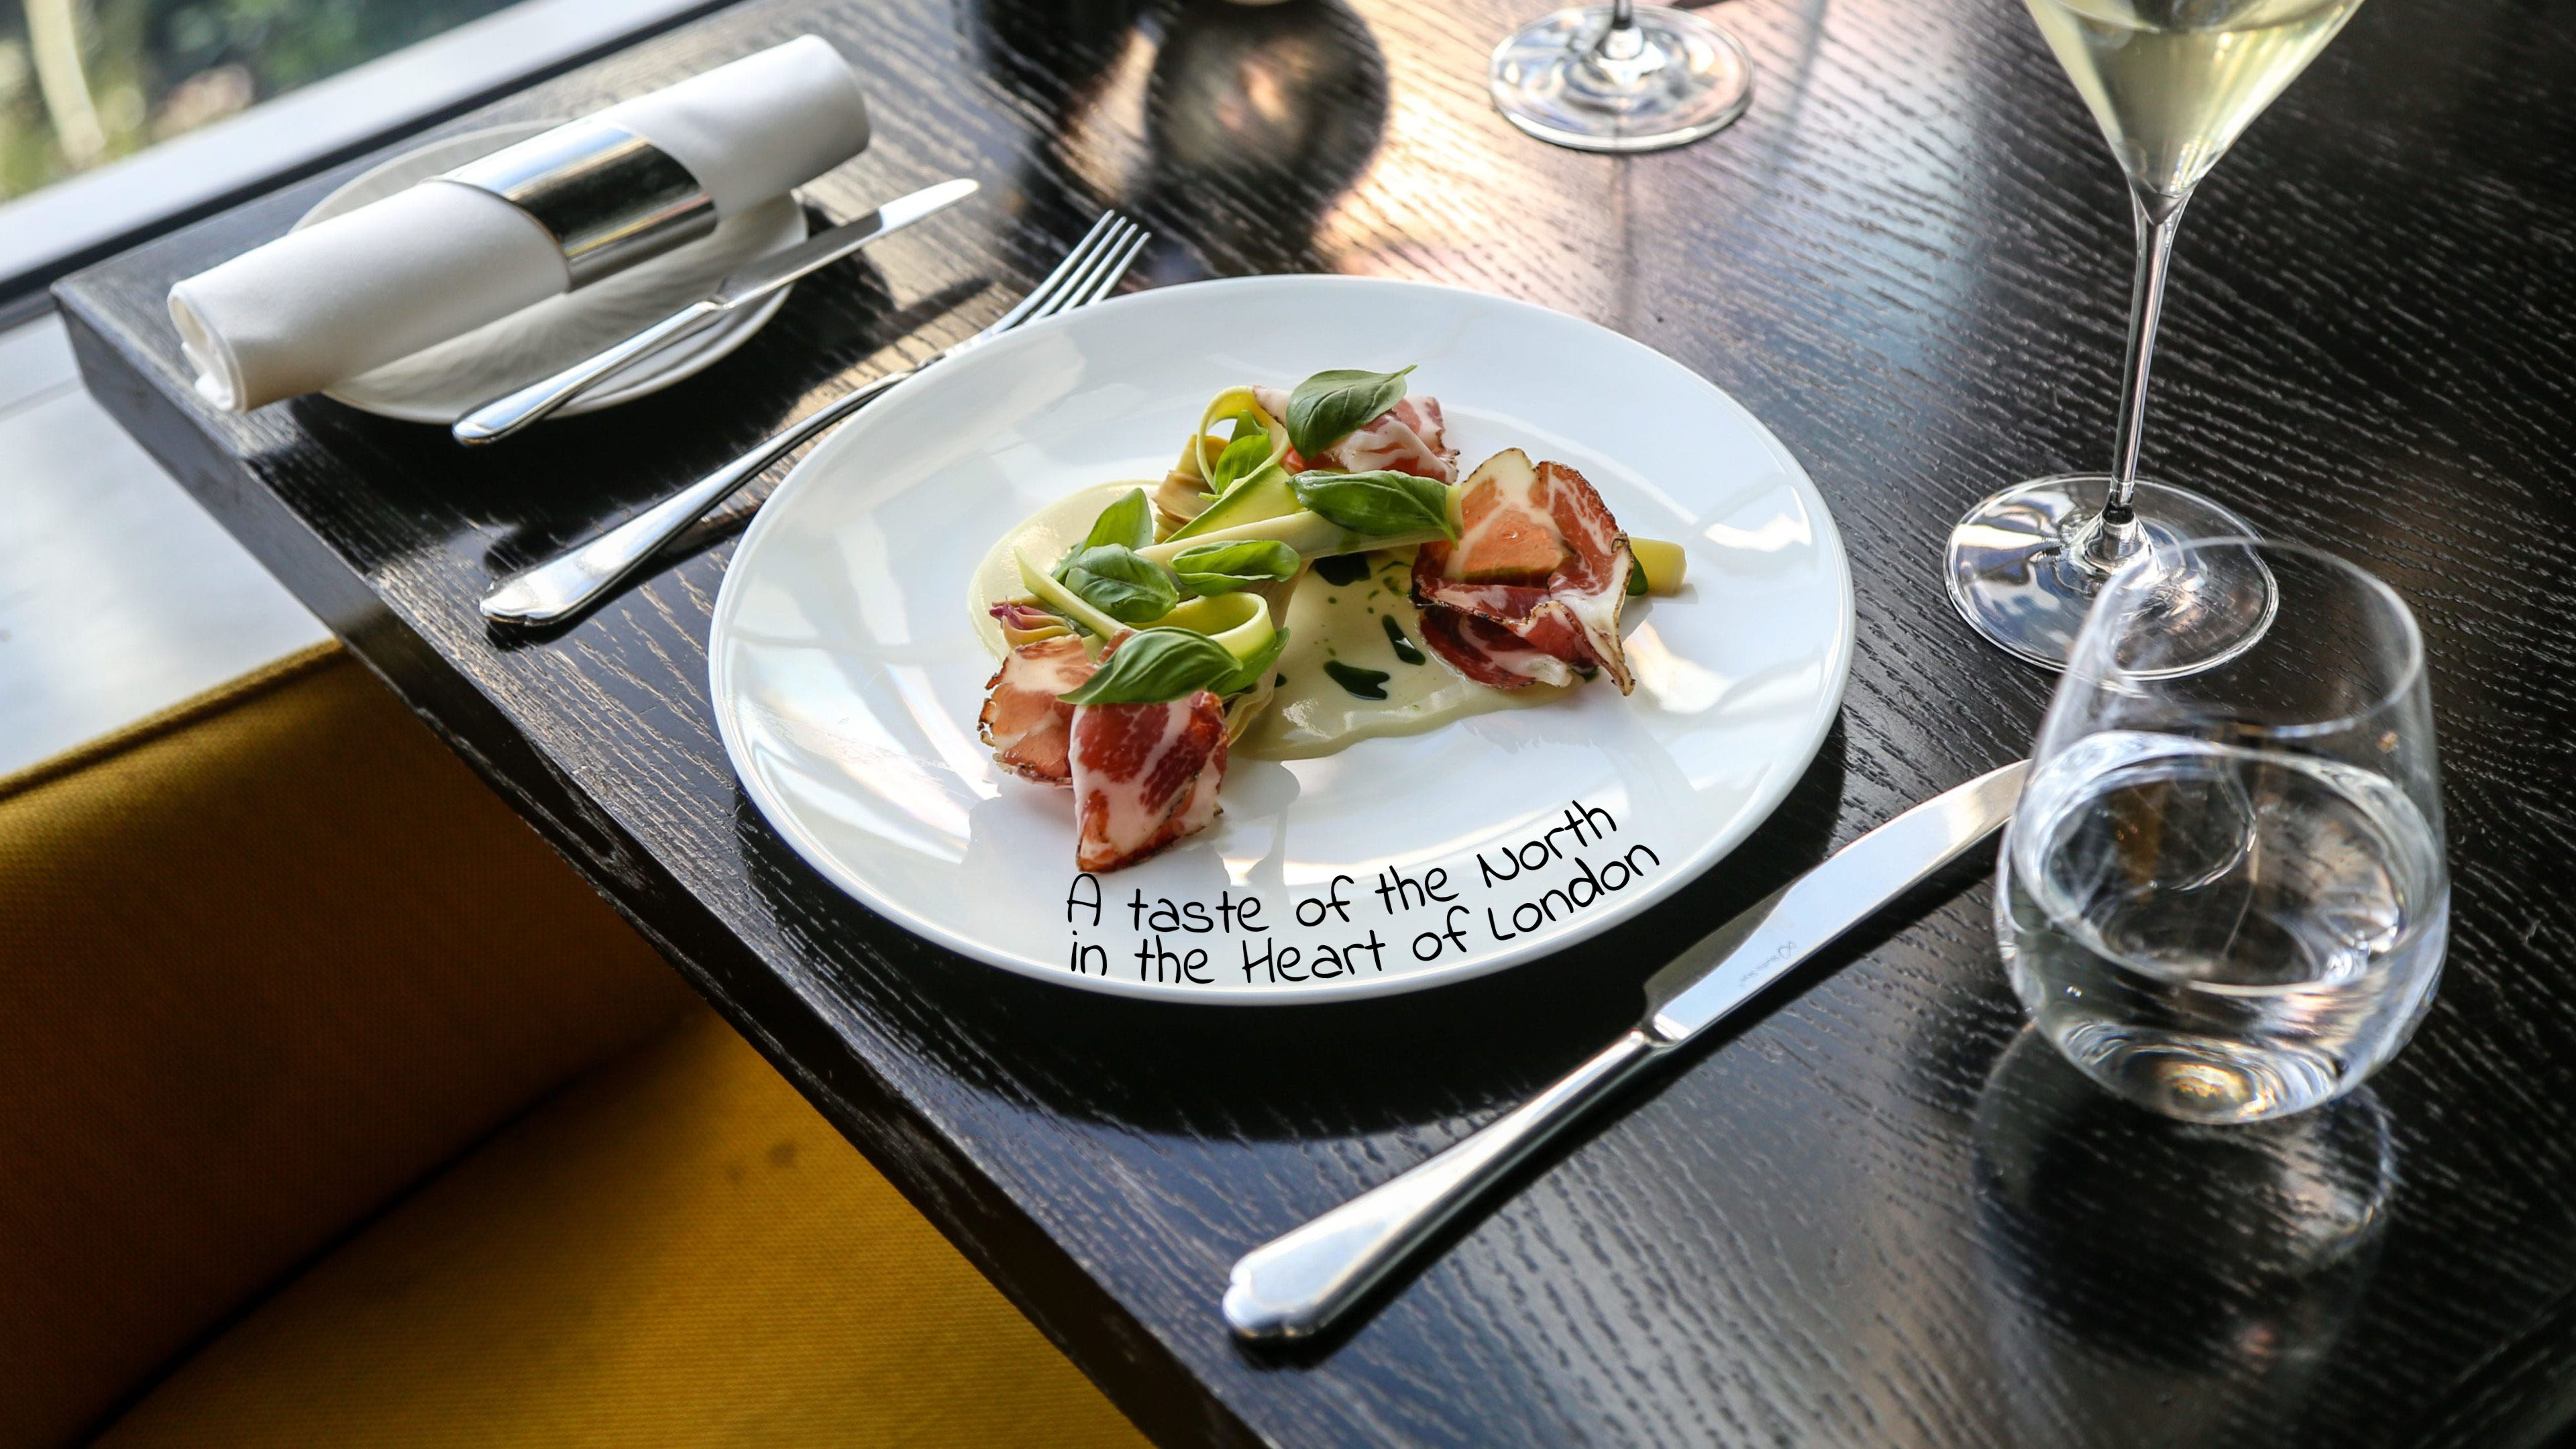 A taste of the North
in the Heart of London